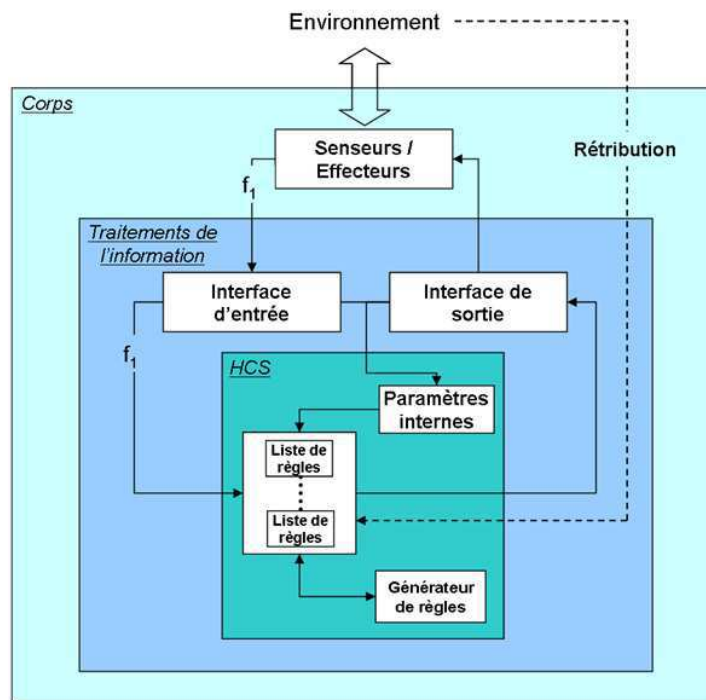 Environnement
Corps
Senseurs /
Effecteurs
Rétribution
f1
Traitements de
l'information
Interface
d'entrée
Interface de
sortie
f1
HCS
Paramètres
internes
Liste de
règles
Liste de
règles
Générateur
de règles